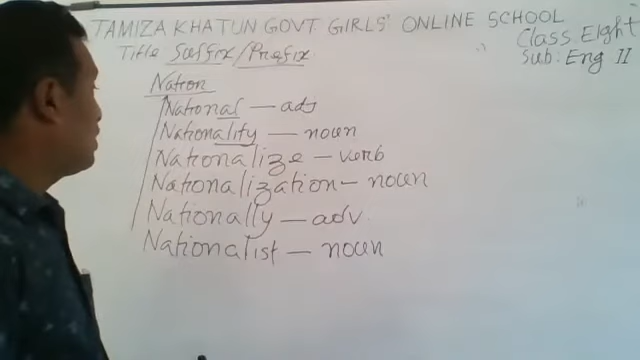 TAMIZA KHATUN GOVT GIRLS' ONLINE SCHOOL
Class Eight
Title Suffix/Prefix
Sub: Eng II
Nation
National — adj
Nationality — noun
Nationalize — verb
Nationalization — noun
Nationally — adv.
Nationalist — noun